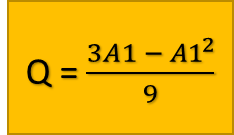 Q = (3A1 − A1²) / 9